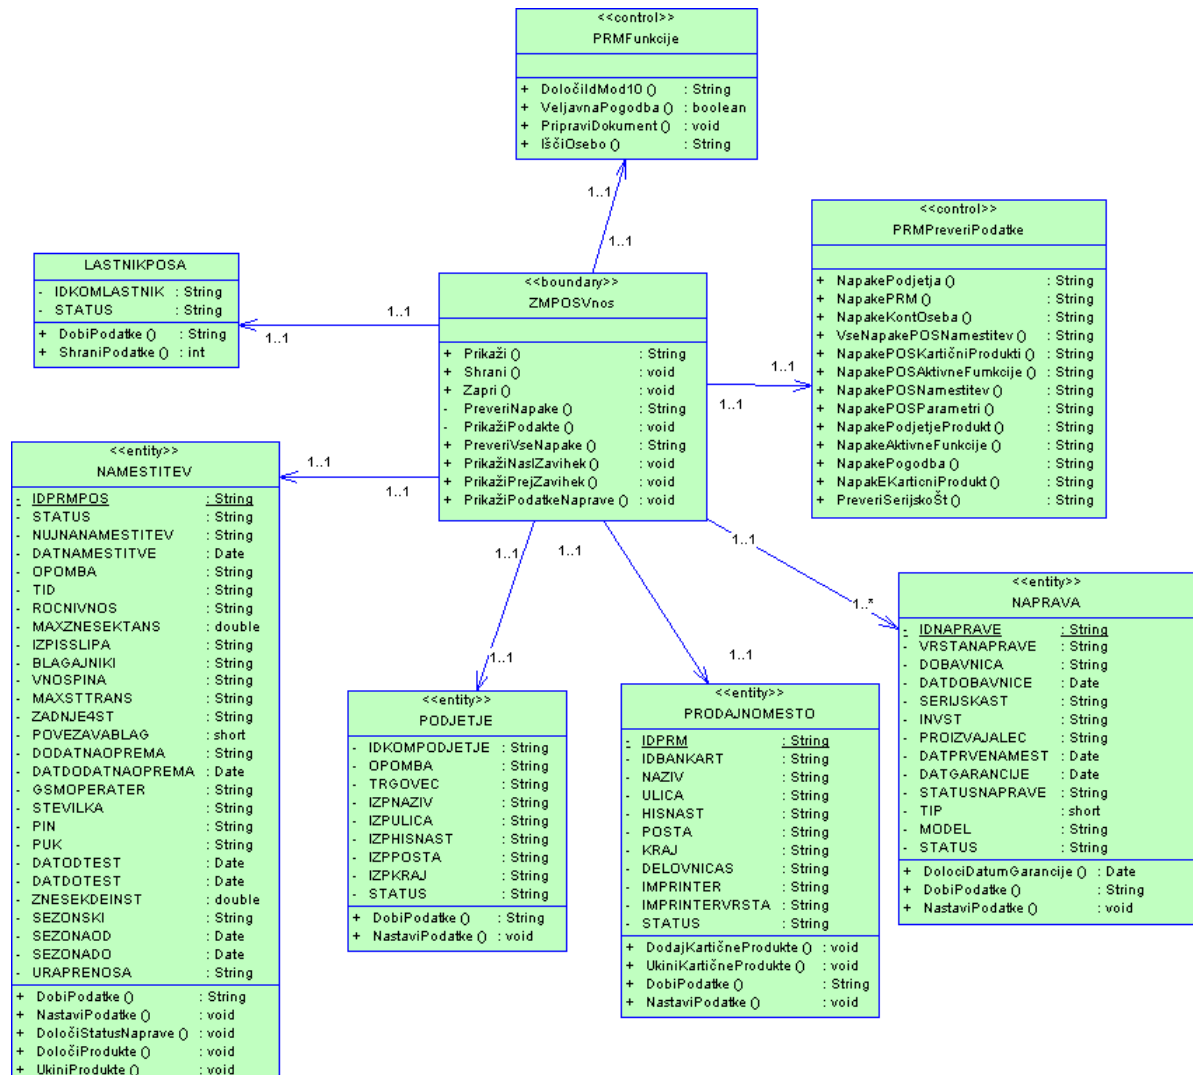 <<control>>
PRMFunkcije
+ DoločiIdMod10 () : String
+ VeljavnaPogodba () : boolean
+ PripraviDokument () : void
+ IščiOsebo () : String
1..1
1..1
<<control>>
PRMPreveriPodatke
+ NapakePodjetja () : String
+ NapakePRM () : String
+ NapakeKontOseba () : String
+ VseNapakePOSNamestitev () : String
+ NapakePOSKartičniProdukti () : String
+ NapakePOSAktivneFumkcije () : String
+ NapakePOSNamestitev () : String
+ NapakePOSParametri () : String
+ NapakePodjetjeProdukt () : String
+ NapakeAktivneFunkcije () : String
+ NapakePogodba () : String
+ NapakEKarticniProdukt () : String
+ PreveriSerijskoŠt () : String
LASTNIKPOSA
- IDKOMLASTNIK : String
- STATUS : String
+ DobiPodatke () : String
+ ShraniPodatke () : int
1..1
1..1
<<boundary>>
ZMPOSVnos
+ Prikaži () : String
+ Shrani () : void
+ Zapri () : void
- PreveriNapake () : String
- PrikažiPodakte () : void
+ PreveriVseNapake () : String
+ PrikažiNaslZavihek () : void
+ PrikažiPrejZavihek () : void
+ PrikažiPodatkeNaprave () : void
1..1
1..1
1..1
1..1
<<entity>>
NAMESTITEV
- IDPRMPOS : String
- STATUS : String
- NUJNANAMESTITEV : String
- DATNAMESTITVE : Date
- OPOMBA : String
- TID : String
- ROCNIVNOS : String
- MAXZNESEKTANS : double
- IZPISSLIPA : String
- BLAGAJNIKI : String
- VNOSPINA : String
- MAXSTTRANS : String
- ZADNJE4ST : String
- POVEZAVABLAG : short
- DODATNAOPREMA : String
- DATDODATNAOPREMA : Date
- GSMOPERATER : String
- STEVILKA : String
- PIN : String
- PUK : String
- DATODTEST : Date
- DATDOTEST : Date
- ZNESEKDEINST : double
- SEZONSKI : String
- SEZONAOD : Date
- SEZONADO : Date
- URAPRENOSA : String
+ DobiPodatke () : String
+ NastaviPodatke () : void
+ DoločiStatusNaprave () : void
+ DoločiProdukte () : void
+ UkiniProdukte () : void
1..1
1..1
1..1
1..1
1..1
1..*
<<entity>>
PODJETJE
- IDKOMPODJETJE : String
- OPOMBA : String
- TRGOVEC : String
- IZPNAZIV : String
- IZPULICA : String
- IZPHISNAST : String
- IZPPOSTA : String
- IZPKRAJ : String
- STATUS : String
+ DobiPodatke () : String
+ NastaviPodatke () : void
<<entity>>
PRODAJNOMESTO
- IDPRM : String
- IDBANKART : String
- NAZIV : String
- ULICA : String
- HISNAST : String
- POSTA : String
- KRAJ : String
- DELOVNICAS : String
- IMPRINTER : String
- IMPRINTERVRSTA : String
- STATUS : String
+ DodajKartičneProdukte () : void
+ UkiniKartičneProdukte () : void
+ DobiPodatke () : String
+ NastaviPodatke () : void
<<entity>>
NAPRAVA
- IDNAPRAVE : String
- VRSTANAPRAVE : String
- DOBAVNICA : String
- DATDOBAVNICE : Date
- SERIJSKAST : String
- INVST : String
- PROIZVAJALEC : String
- DATPRVENAMEST : Date
- DATGARANCIJE : Date
- STATUSNAPRAVE : String
- TIP : short
- MODEL : String
- STATUS : String
+ DolociDatumGarancije () : Date
+ DobiPodatke () : String
+ NastaviPodatke () : void